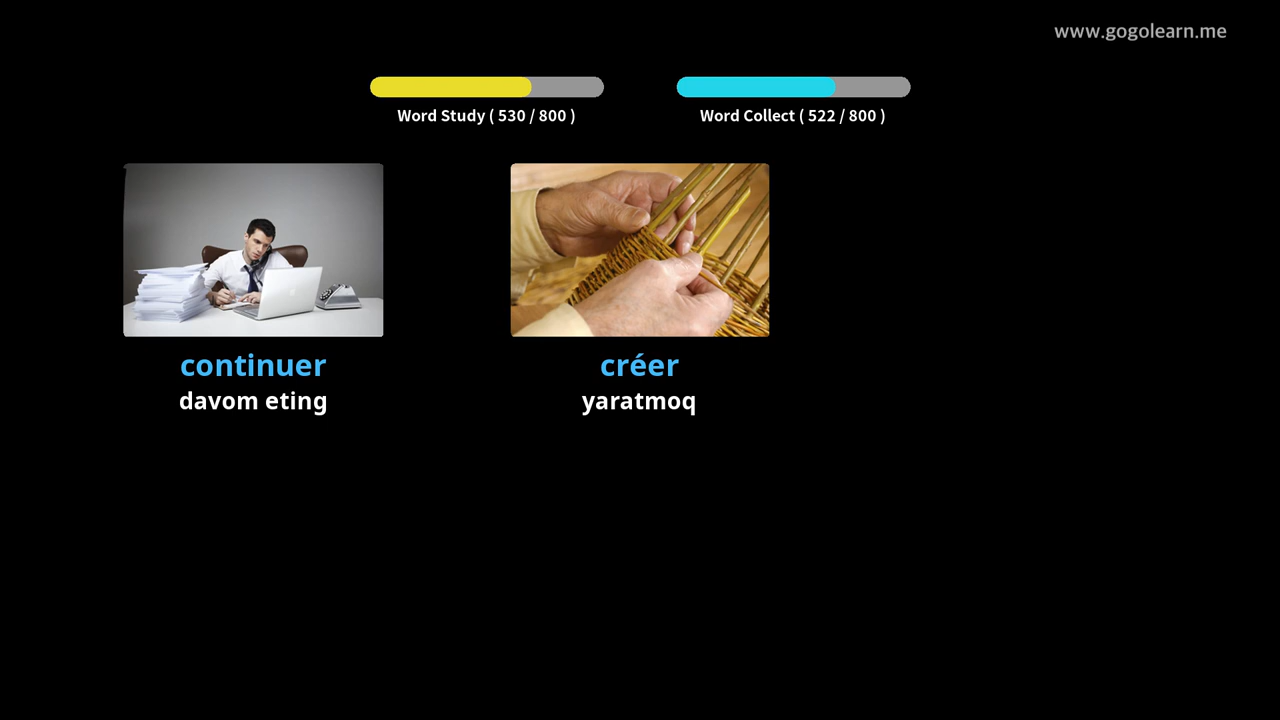 www.gogolearn.me
Word Study ( 530 / 800 )
Word Collect ( 522 / 800 )
continuer
davom eting
créer
yaratmoq